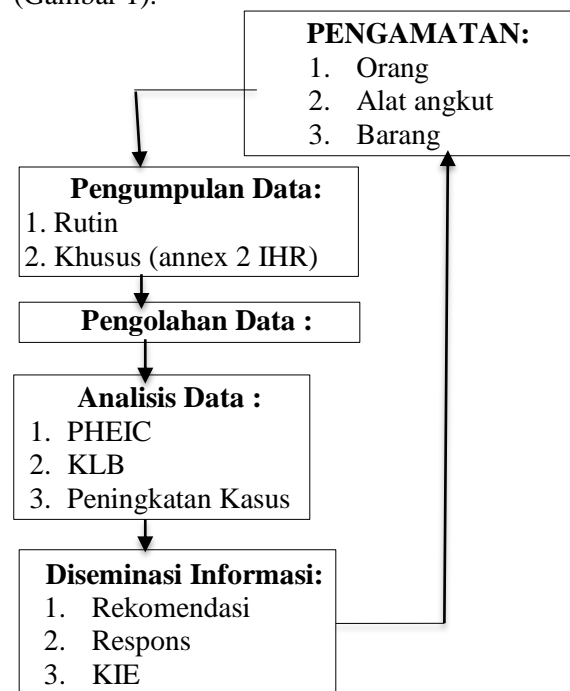 (Gambar 1).
PENGAMATAN:
1. Orang
2. Alat angkut
3. Barang
Pengumpulan Data:
1. Rutin
2. Khusus (annex 2 IHR)
Pengolahan Data :
Analisis Data :
1. PHEIC
2. KLB
3. Peningkatan Kasus
Diseminasi Informasi:
1. Rekomendasi
2. Respons
3. KIE